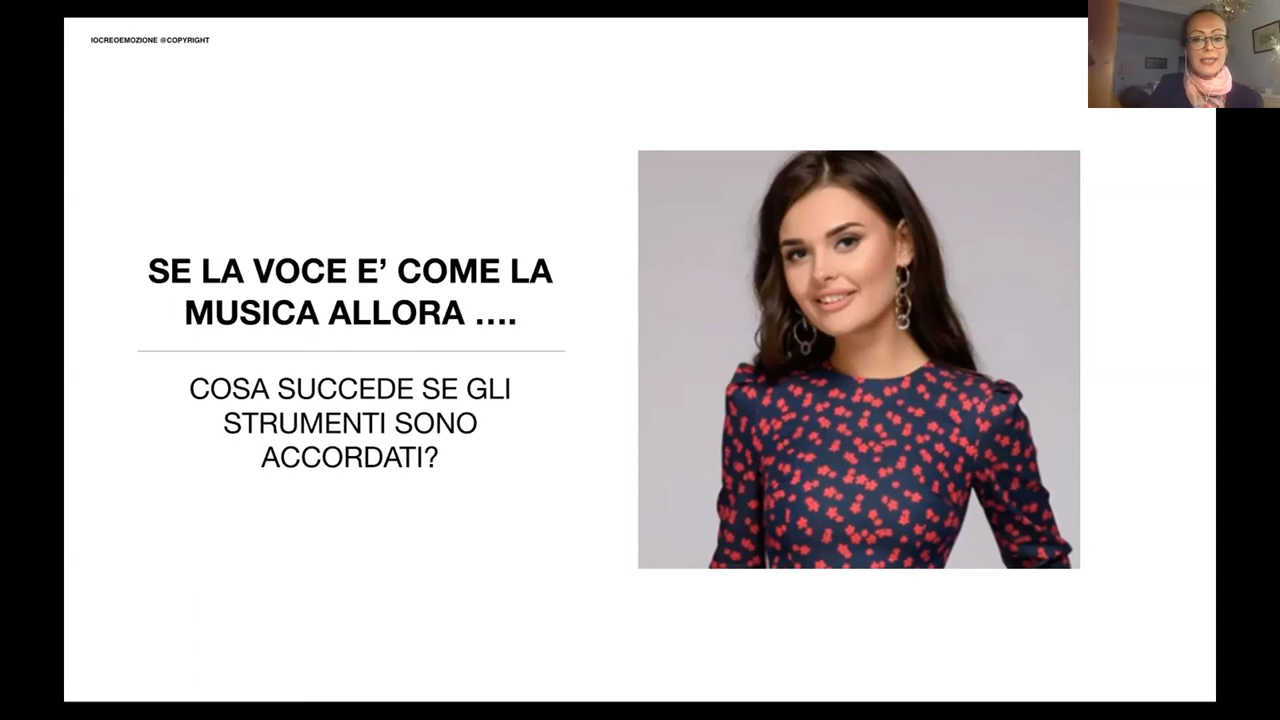 IOCREOEMOZIONE @COPYRIGHT
SE LA VOCE E’ COME LA
MUSICA ALLORA ….
COSA SUCCEDE SE GLI
STRUMENTI SONO
ACCORDATI?